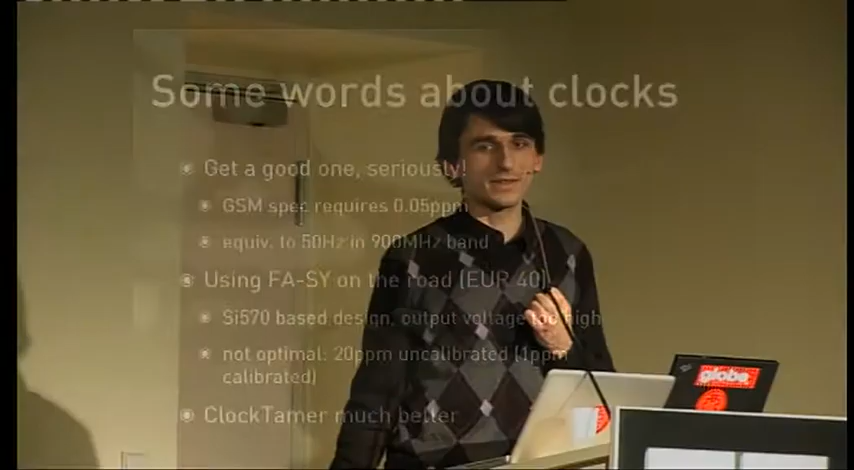 Some words about clocks
Get a good one, seriously!
GSM spec requires 0.05ppm
equiv. to 50Hz in 900MHz band
Using FA-SY on the road (EUR 40)
Si570 based design, output voltage too high
not optimal: 20ppm uncalibrated, (1ppm
calibrated)
ClockTamer much better
globe